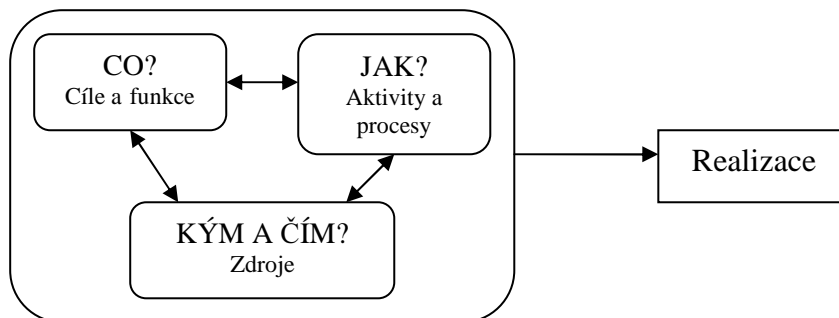 CO?
Cíle a funkce
JAK?
Aktivity a
procesy
KÝM A ČÍM?
Zdroje
Realizace